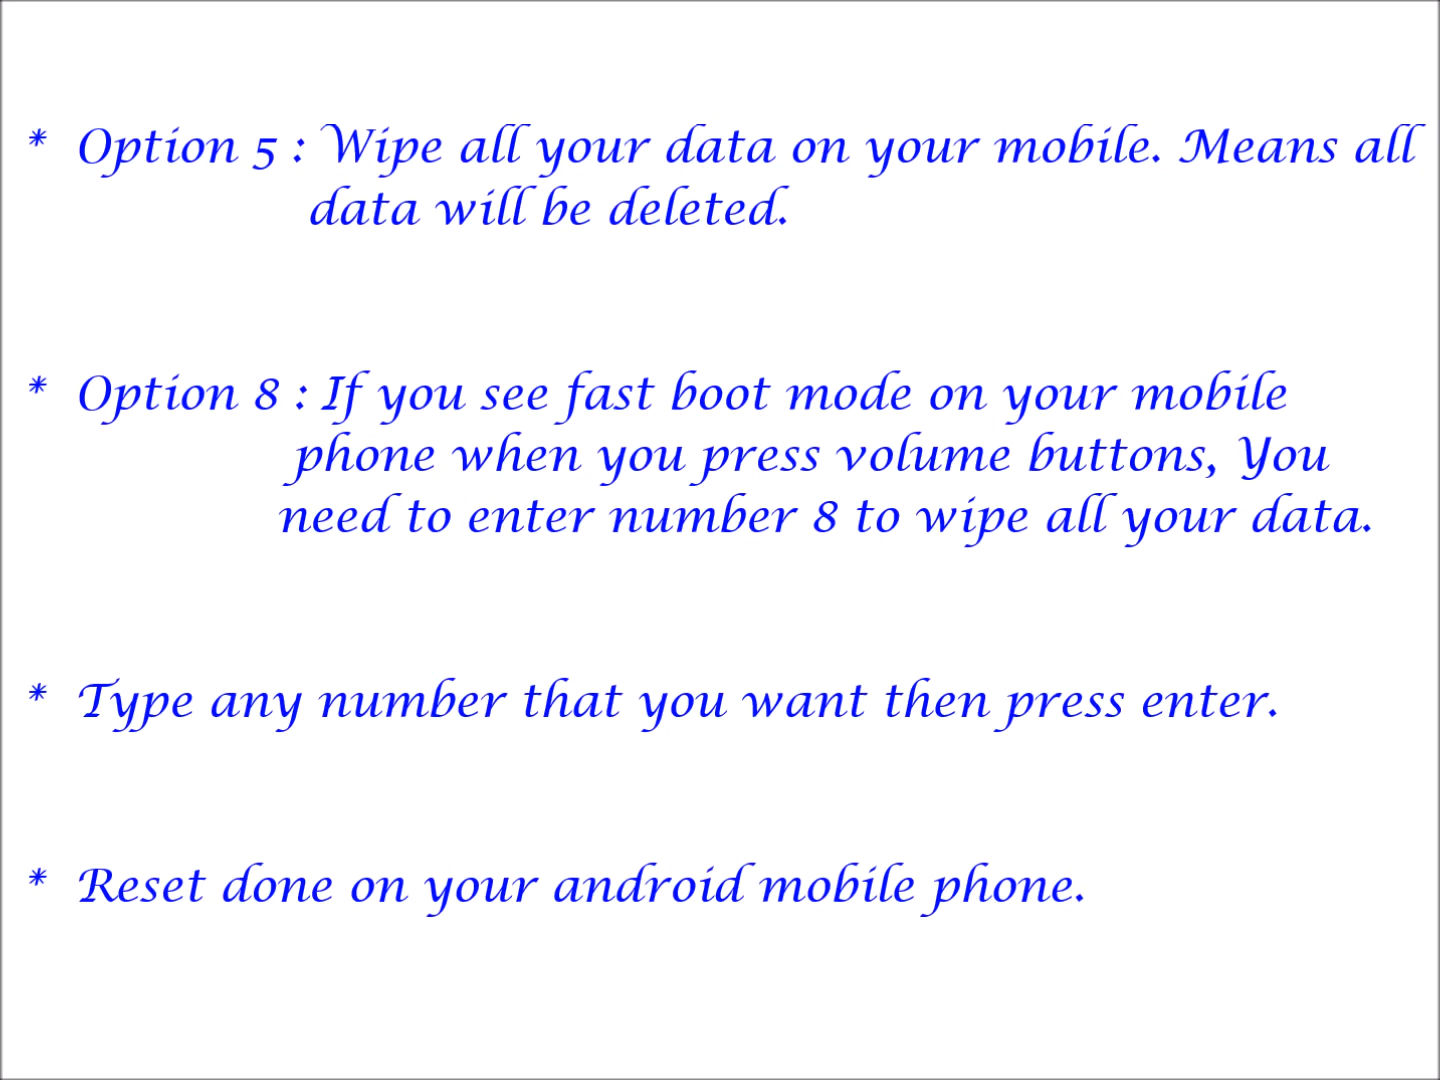 * Option 5 : Wipe all your data on your mobile. Means all
data will be deleted.
* Option 8 : If you see fast boot mode on your mobile
phone when you press volume buttons, You
need to enter number 8 to wipe all your data.
* Type any number that you want then press enter.
* Reset done on your android mobile phone.